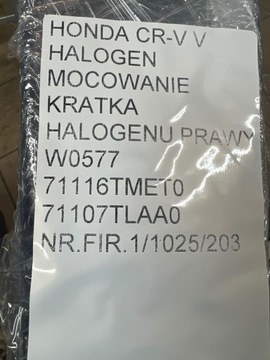 HONDA CR-V V
HALOGEN
MOCOWANIE
KRATKA
HALOGENU PRAWY
W0577
71116TMET0
71107TLAA0
NR.FIR.1/1025/203